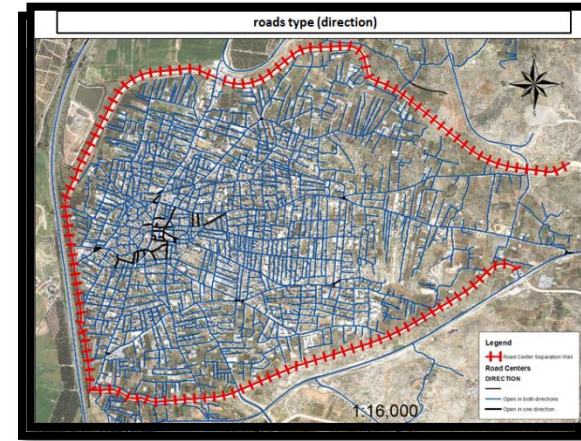 roads type (direction)
N
S
1:16,000
Legend
Road Center Separation Wall
Road Centers
DIRECTION
Open in both directions
Open in one direction